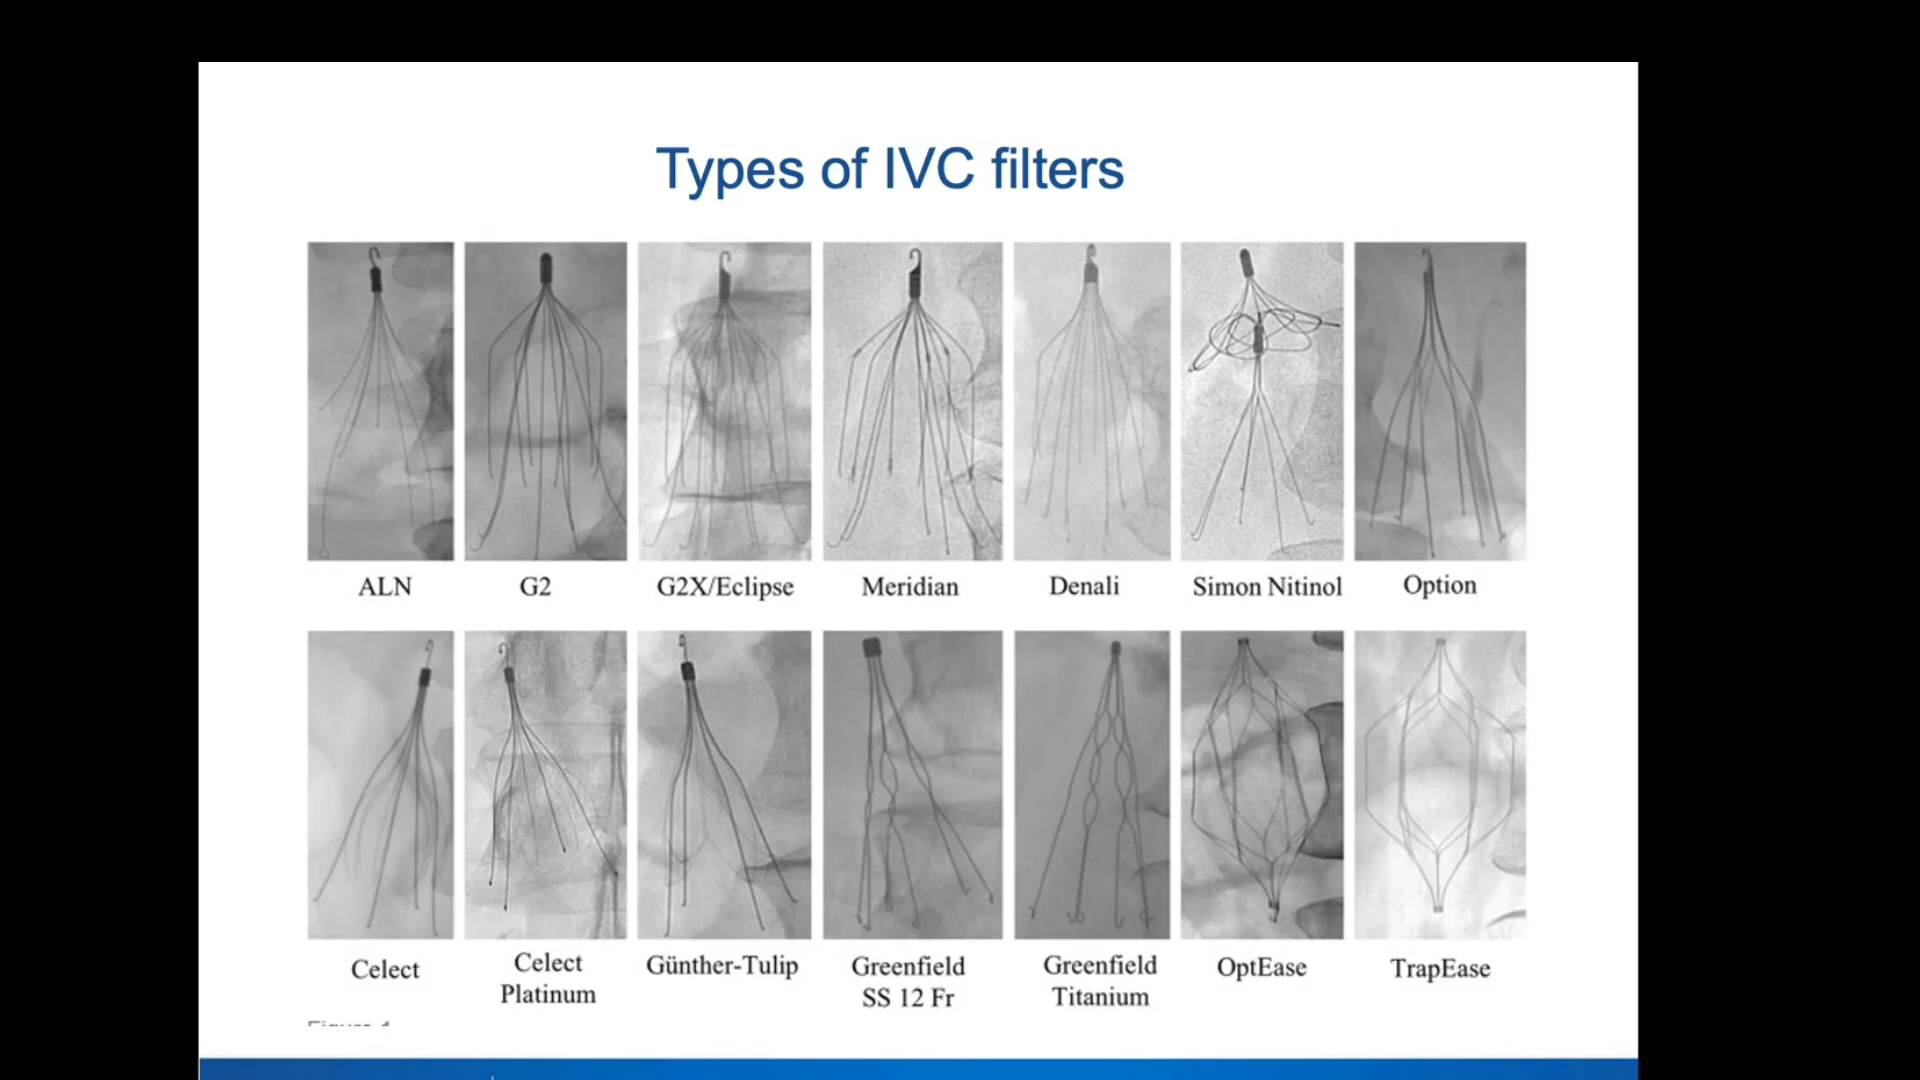 Types of IVC filters
ALN
G2
G2X/Eclipse
Meridian
Denali
Simon Nitinol
Option
Celect
Celect
Platinum
Günther-Tulip
Greenfield
SS 12 Fr
Greenfield
Titanium
OptEase
TrapEase